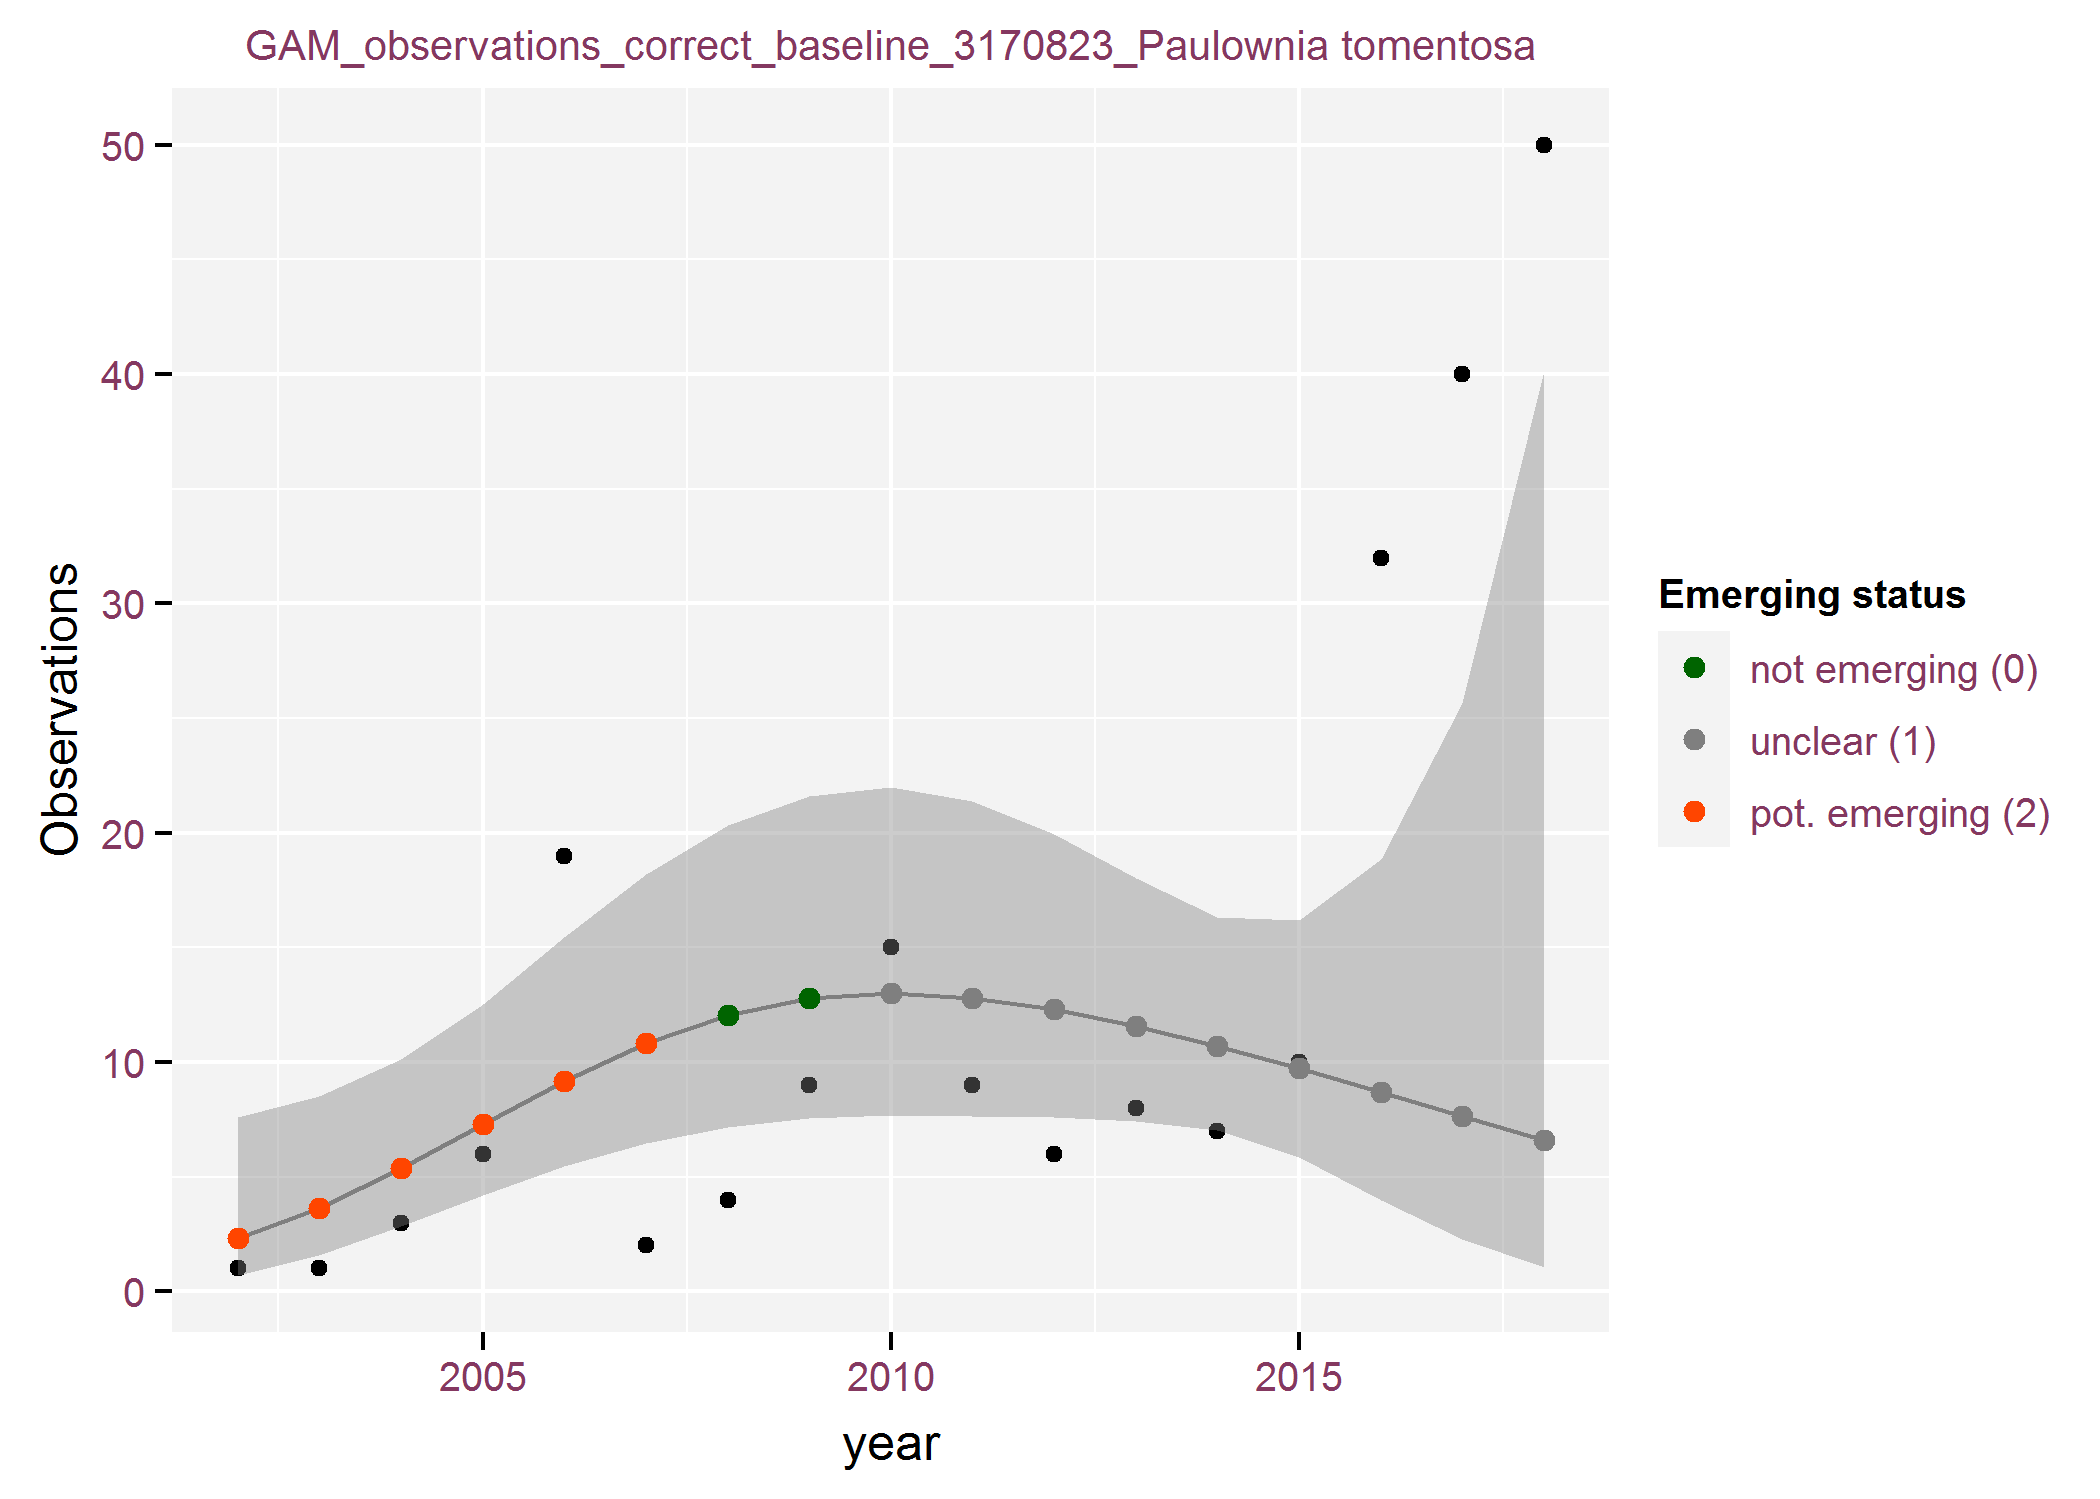 GAM_observations_correct_baseline_3170823_Paulownia tomentosa
50
40
30
20
10
0
Observations
2005 2010 2015
year
Emerging status
not emerging (0)
unclear (1)
pot. emerging (2)